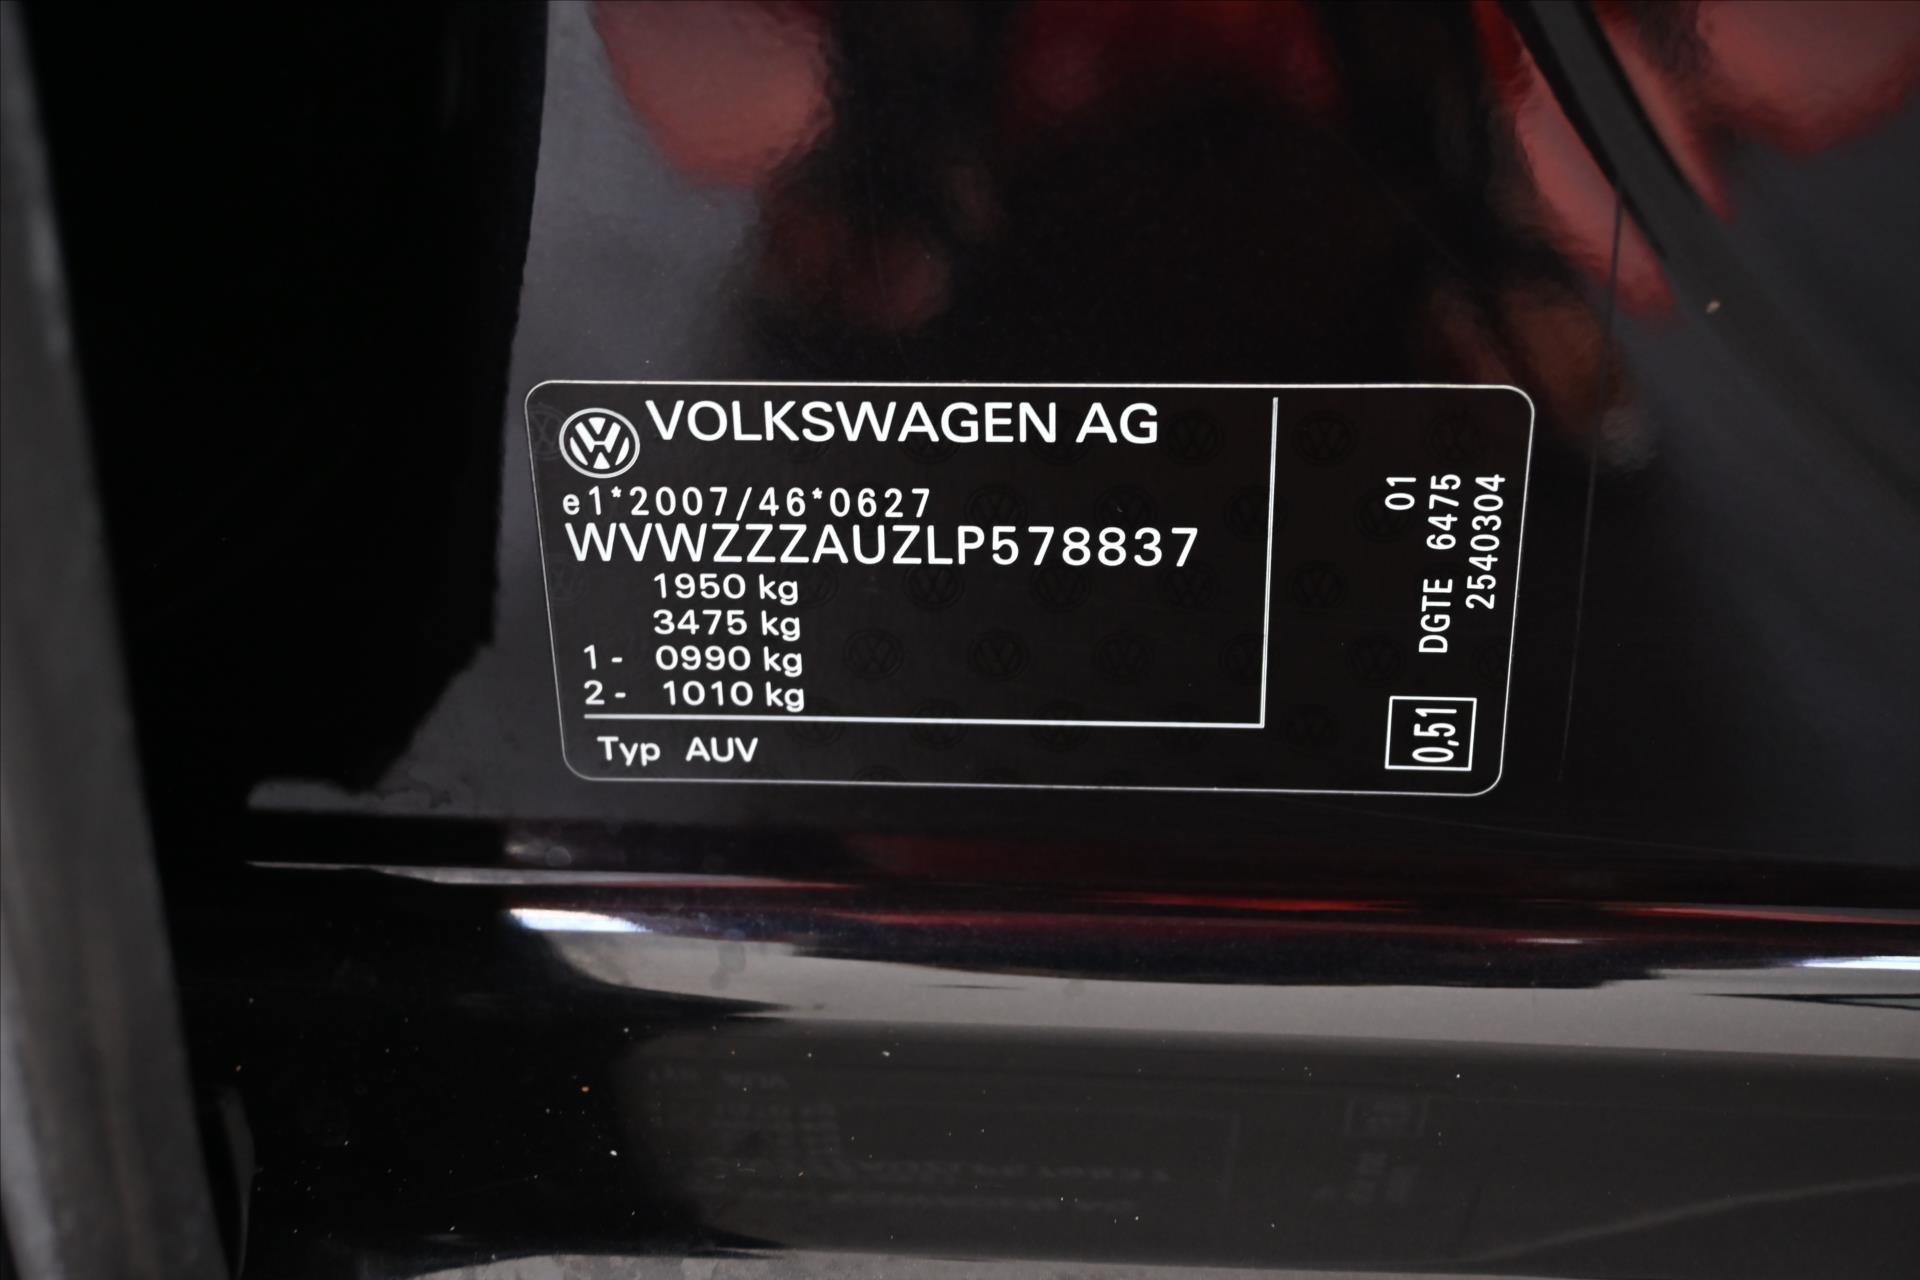 VOLKSWAGEN AG
e1*2007/46*0627
WVWZZZAUZLP578837
1950 kg
3475 kg
1- 0990 kg
2- 1010 kg
Typ AUV
01
DGTE 6475
2540304
0,51